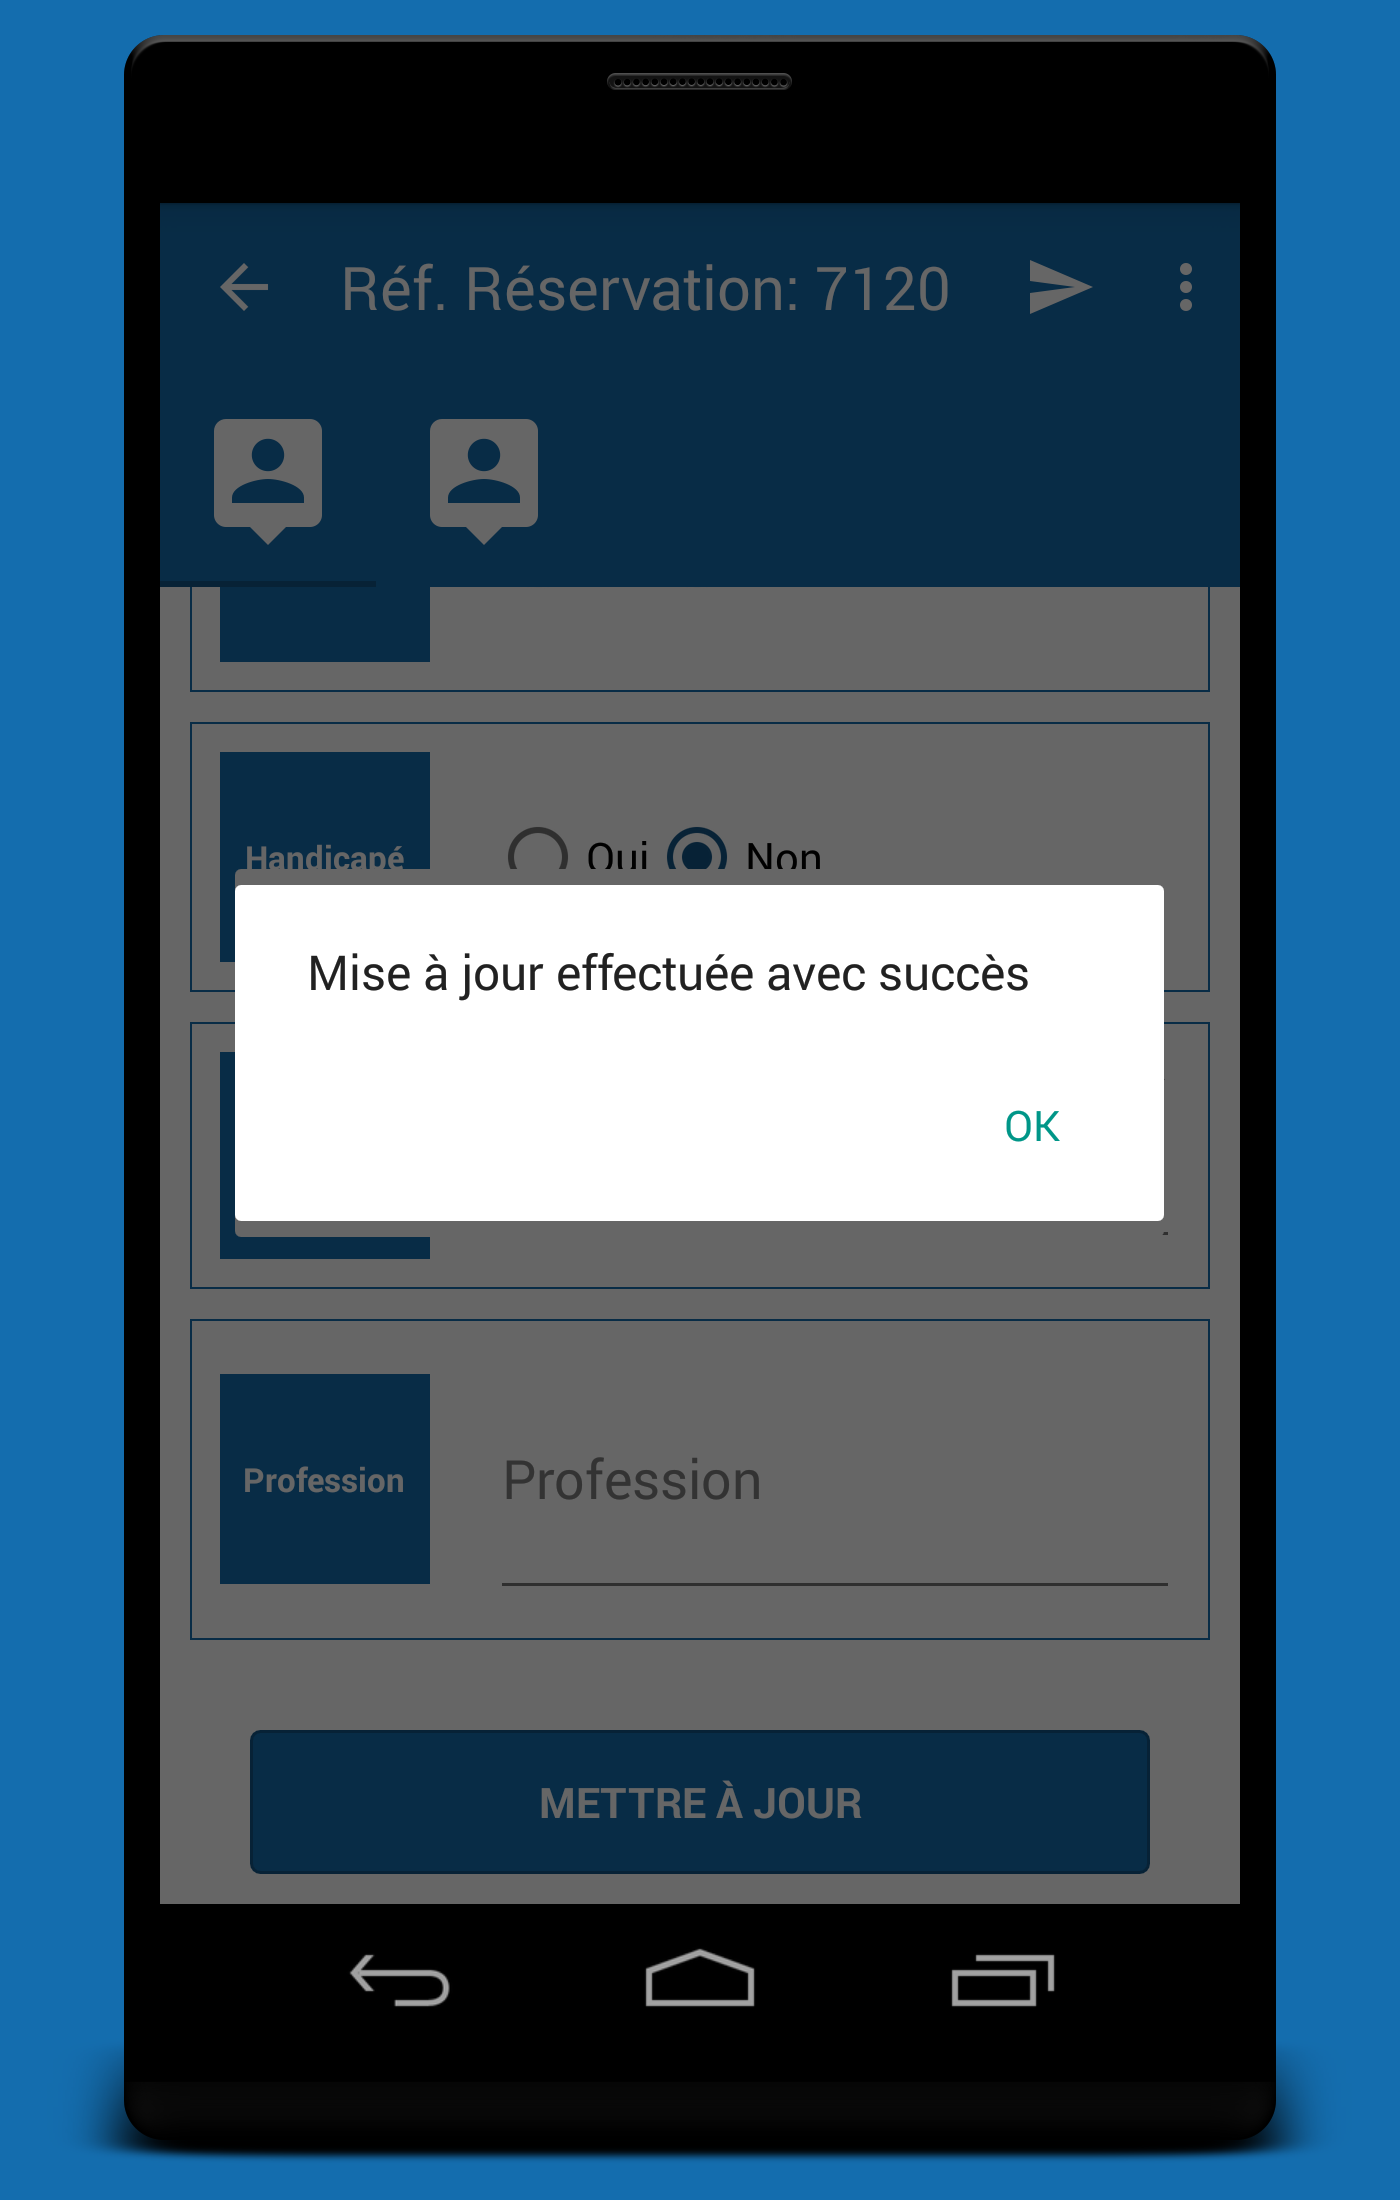 Réf. Réservation: 7120
Handicapé
Oui Non
Mise à jour effectuée avec succès
OK
Profession
Profession
METTRE À JOUR